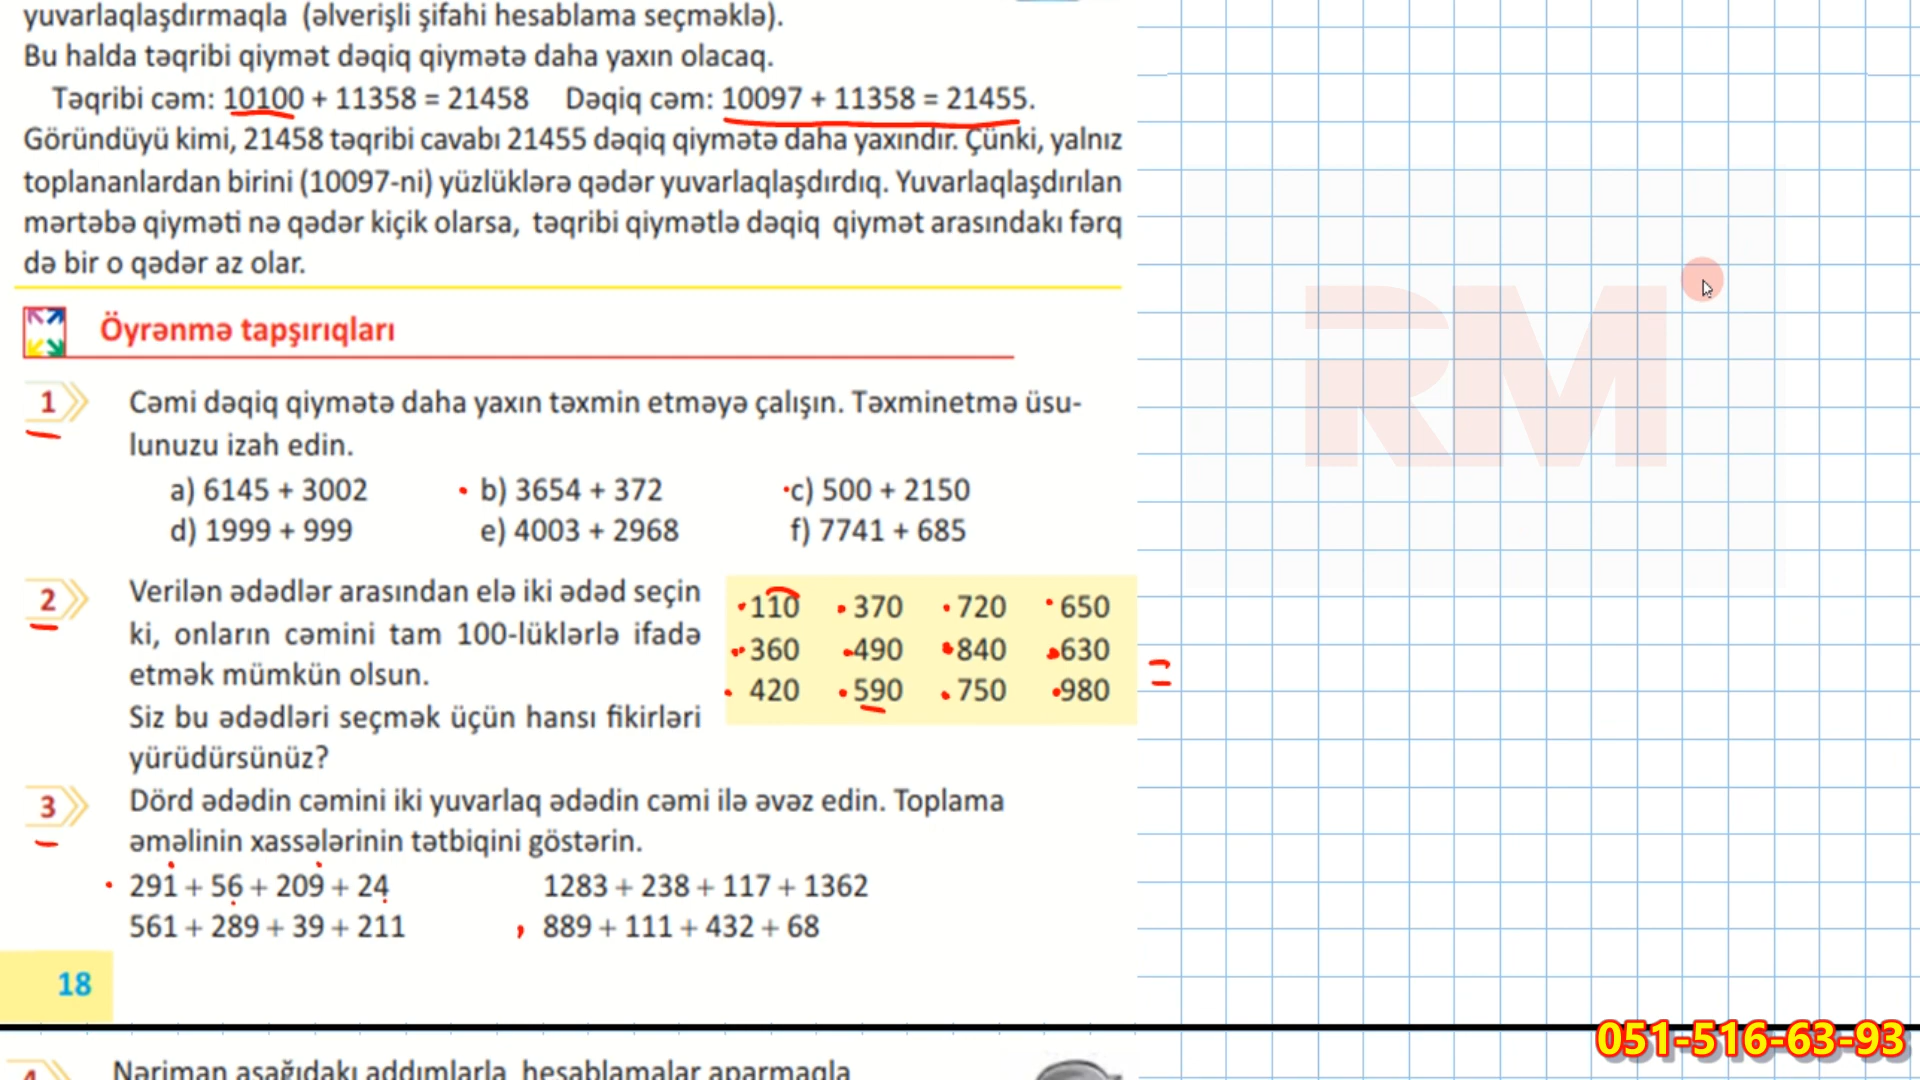 yuvarlaqlaşdırmaqla (əlverişli şifahi hesablama seçməklə).
Bu halda təqribi qiymət dəqiq qiymətə daha yaxın olacaq.
Təqribi cəm: 10100 + 11358 = 21458 Dəqiq cəm: 10097 + 11358 = 21455.
Göründüyü kimi, 21458 təqribi cavabı 21455 dəqiq qiymətə daha yaxındır. Çünki, yalnız
toplananlardan birini (10097-ni) yüzlüklərə qədər yuvarlaqlaşdırdıq. Yuvarlaqlaşdırılan
mərtəbə qiyməti nə qədər kiçik olarsa, təqribi qiymətlə dəqiq qiymət arasındakı fərq
də bir o qədər az olar.
Öyrənmə tapşırıqları
1 Cəmi dəqiq qiymətə daha yaxın təxmin etməyə çalışın. Təxminetmə üsu-
lunuzu izah edin.
a) 6145 + 3002 b) 3654 + 372 c) 500 + 2150
d) 1999 + 999 e) 4003 + 2968 f) 7741 + 685
2 Verilən ədədlər arasından elə iki ədəd seçin
ki, onların cəmini tam 100-lüklərlə ifadə
etmək mümkün olsun.
Siz bu ədədləri seçmək üçün hansı fikirləri
yürüdürsünüz?
110 370 720 650
360 490 840 630
420 590 750 980
3 Dörd ədədin cəmini iki yuvarlaq ədədin cəmi ilə əvəz edin. Toplama
əməlinin xassələrinin tətbiqini göstərin.
291 + 56 + 209 + 24 1283 + 238 + 117 + 1362
561 + 289 + 39 + 211 889 + 111 + 432 + 68
18
RM
051-516-63-93
4 Nəriman aşağıdakı addımlarla hesablamalar aparmaqla